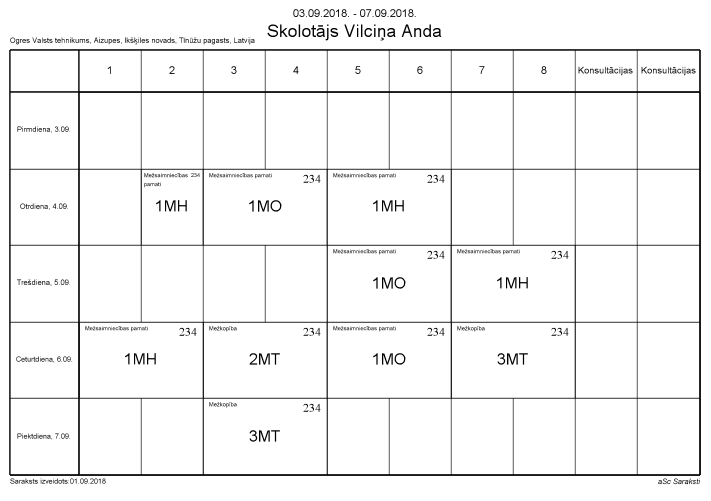 03.09.2018. - 07.09.2018.
Skolotājs Vilciņa Anda
Ogres Valsts tehnikums, Aizupes, Ikšķiles novads, Tīnūžu pagasts, Latvija
1 2 3 4 5 6 7 8 Konsultācijas Konsultācijas
Pirmdiena, 3.09.
Mežsaimniecības 234 Mežsaimniecības pamati 234 Mežsaimniecības pamati 234
pamati
Otrdiena, 4.09. 1MH 1MO 1MH
Mežsaimniecības pamati 234 Mežsaimniecības pamati 234
Trešdiena, 5.09. 1MO 1MH
Mežsaimniecības pamati 234 Mežkopība 234 Mežsaimniecības pamati 234 Mežkopība 234
Ceturtdiena, 6.09. 1MH 2MT 1MO 3MT
Mežkopība 234
Piektdiena, 7.09. 3MT
Saraksts izveidots:01.09.2018 aSc Saraksti